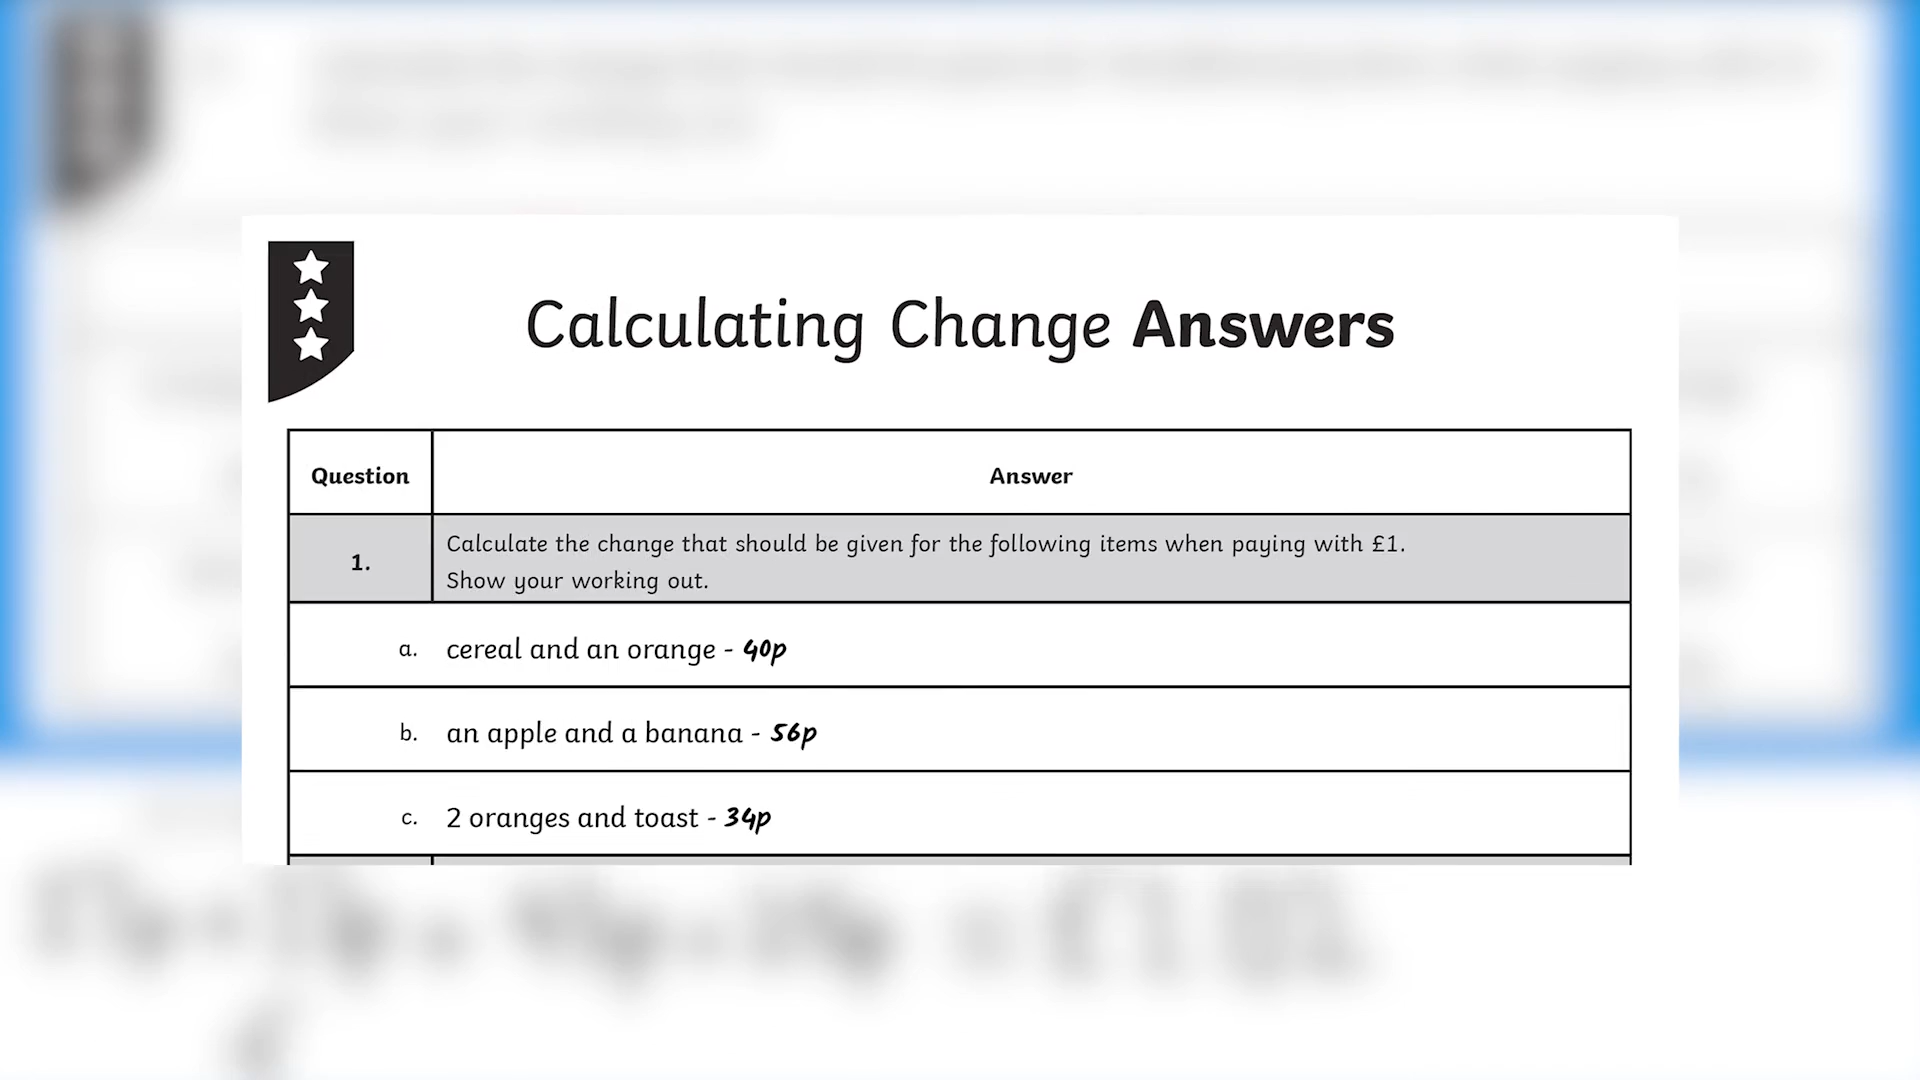 Calculating Change Answers
Question
Answer
1.
Calculate the change that should be given for the following items when paying with £1.
Show your working out.
a. cereal and an orange - 40p
b. an apple and a banana - 56p
c. 2 oranges and toast - 34p